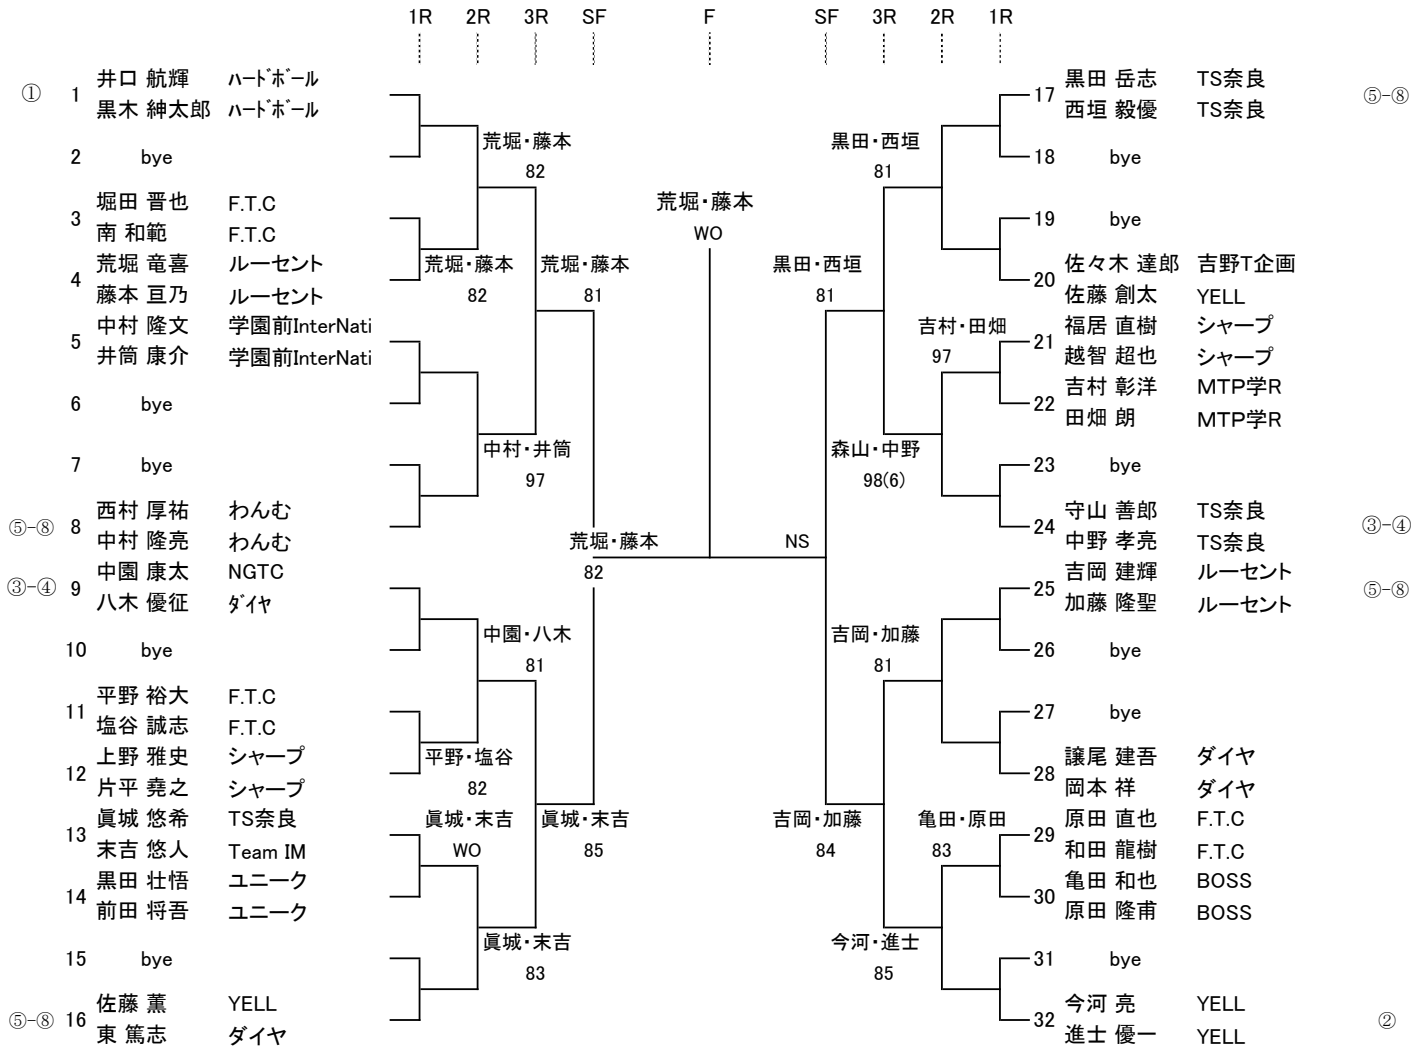 1R 2R 3R SF F SF 3R 2R 1R
① 1 井口 航輝 ハードボール
黒木 紳太郎 ハードボール
2 bye
3 堀田 晋也 F.T.C
南 和範 F.T.C
4 荒堀 竜喜 ルーセント
藤本 亘乃 ルーセント
5 中村 隆文 学園前InterNati
井筒 康介 学園前InterNati
6 bye
7 bye
⑤-⑧ 8 西村 厚祐 わんむ
中村 隆亮 わんむ
③-④ 9 中園 康太 NGTC
八木 優征 ダイヤ
10 bye
11 平野 裕大 F.T.C
塩谷 誠志 F.T.C
12 上野 雅史 シャープ
片平 堯之 シャープ
13 眞城 悠希 TS奈良
末吉 悠人 Team IM
14 黒田 壮悟 ユニーク
前田 将吾 ユニーク
15 bye
⑤-⑧ 16 佐藤 薫 YELL
東 篤志 ダイヤ
荒堀・藤本
82
荒堀・藤本
82
荒堀・藤本
81
中村・井筒
97
荒堀・藤本
82
中園・八木
81
平野・塩谷
82
眞城・末吉
WO
眞城・末吉
85
眞城・末吉
83
荒堀・藤本
WO
NS
黒田・西垣
81
黒田・西垣
81
吉村・田畑
97
森山・中野
98(6)
吉岡・加藤
81
吉岡・加藤
84
亀田・原田
83
今河・進士
85
17 黒田 岳志 TS奈良 ⑤-⑧
西垣 毅優 TS奈良
18 bye
19 bye
20 佐々木 達郎 吉野T企画
佐藤 創太 YELL
21 福居 直樹 シャープ
越智 超也 シャープ
22 吉村 彰洋 MTP学R
田畑 朗 MTP学R
23 bye
24 守山 善郎 TS奈良 ③-④
中野 孝亮 TS奈良
25 吉岡 建輝 ルーセント ⑤-⑧
加藤 隆聖 ルーセント
26 bye
27 bye
28 譲尾 建吾 ダイヤ
岡本 祥 ダイヤ
29 原田 直也 F.T.C
和田 龍樹 F.T.C
30 亀田 和也 BOSS
原田 隆甫 BOSS
31 bye
32 今河 亮 YELL ②
進士 優一 YELL